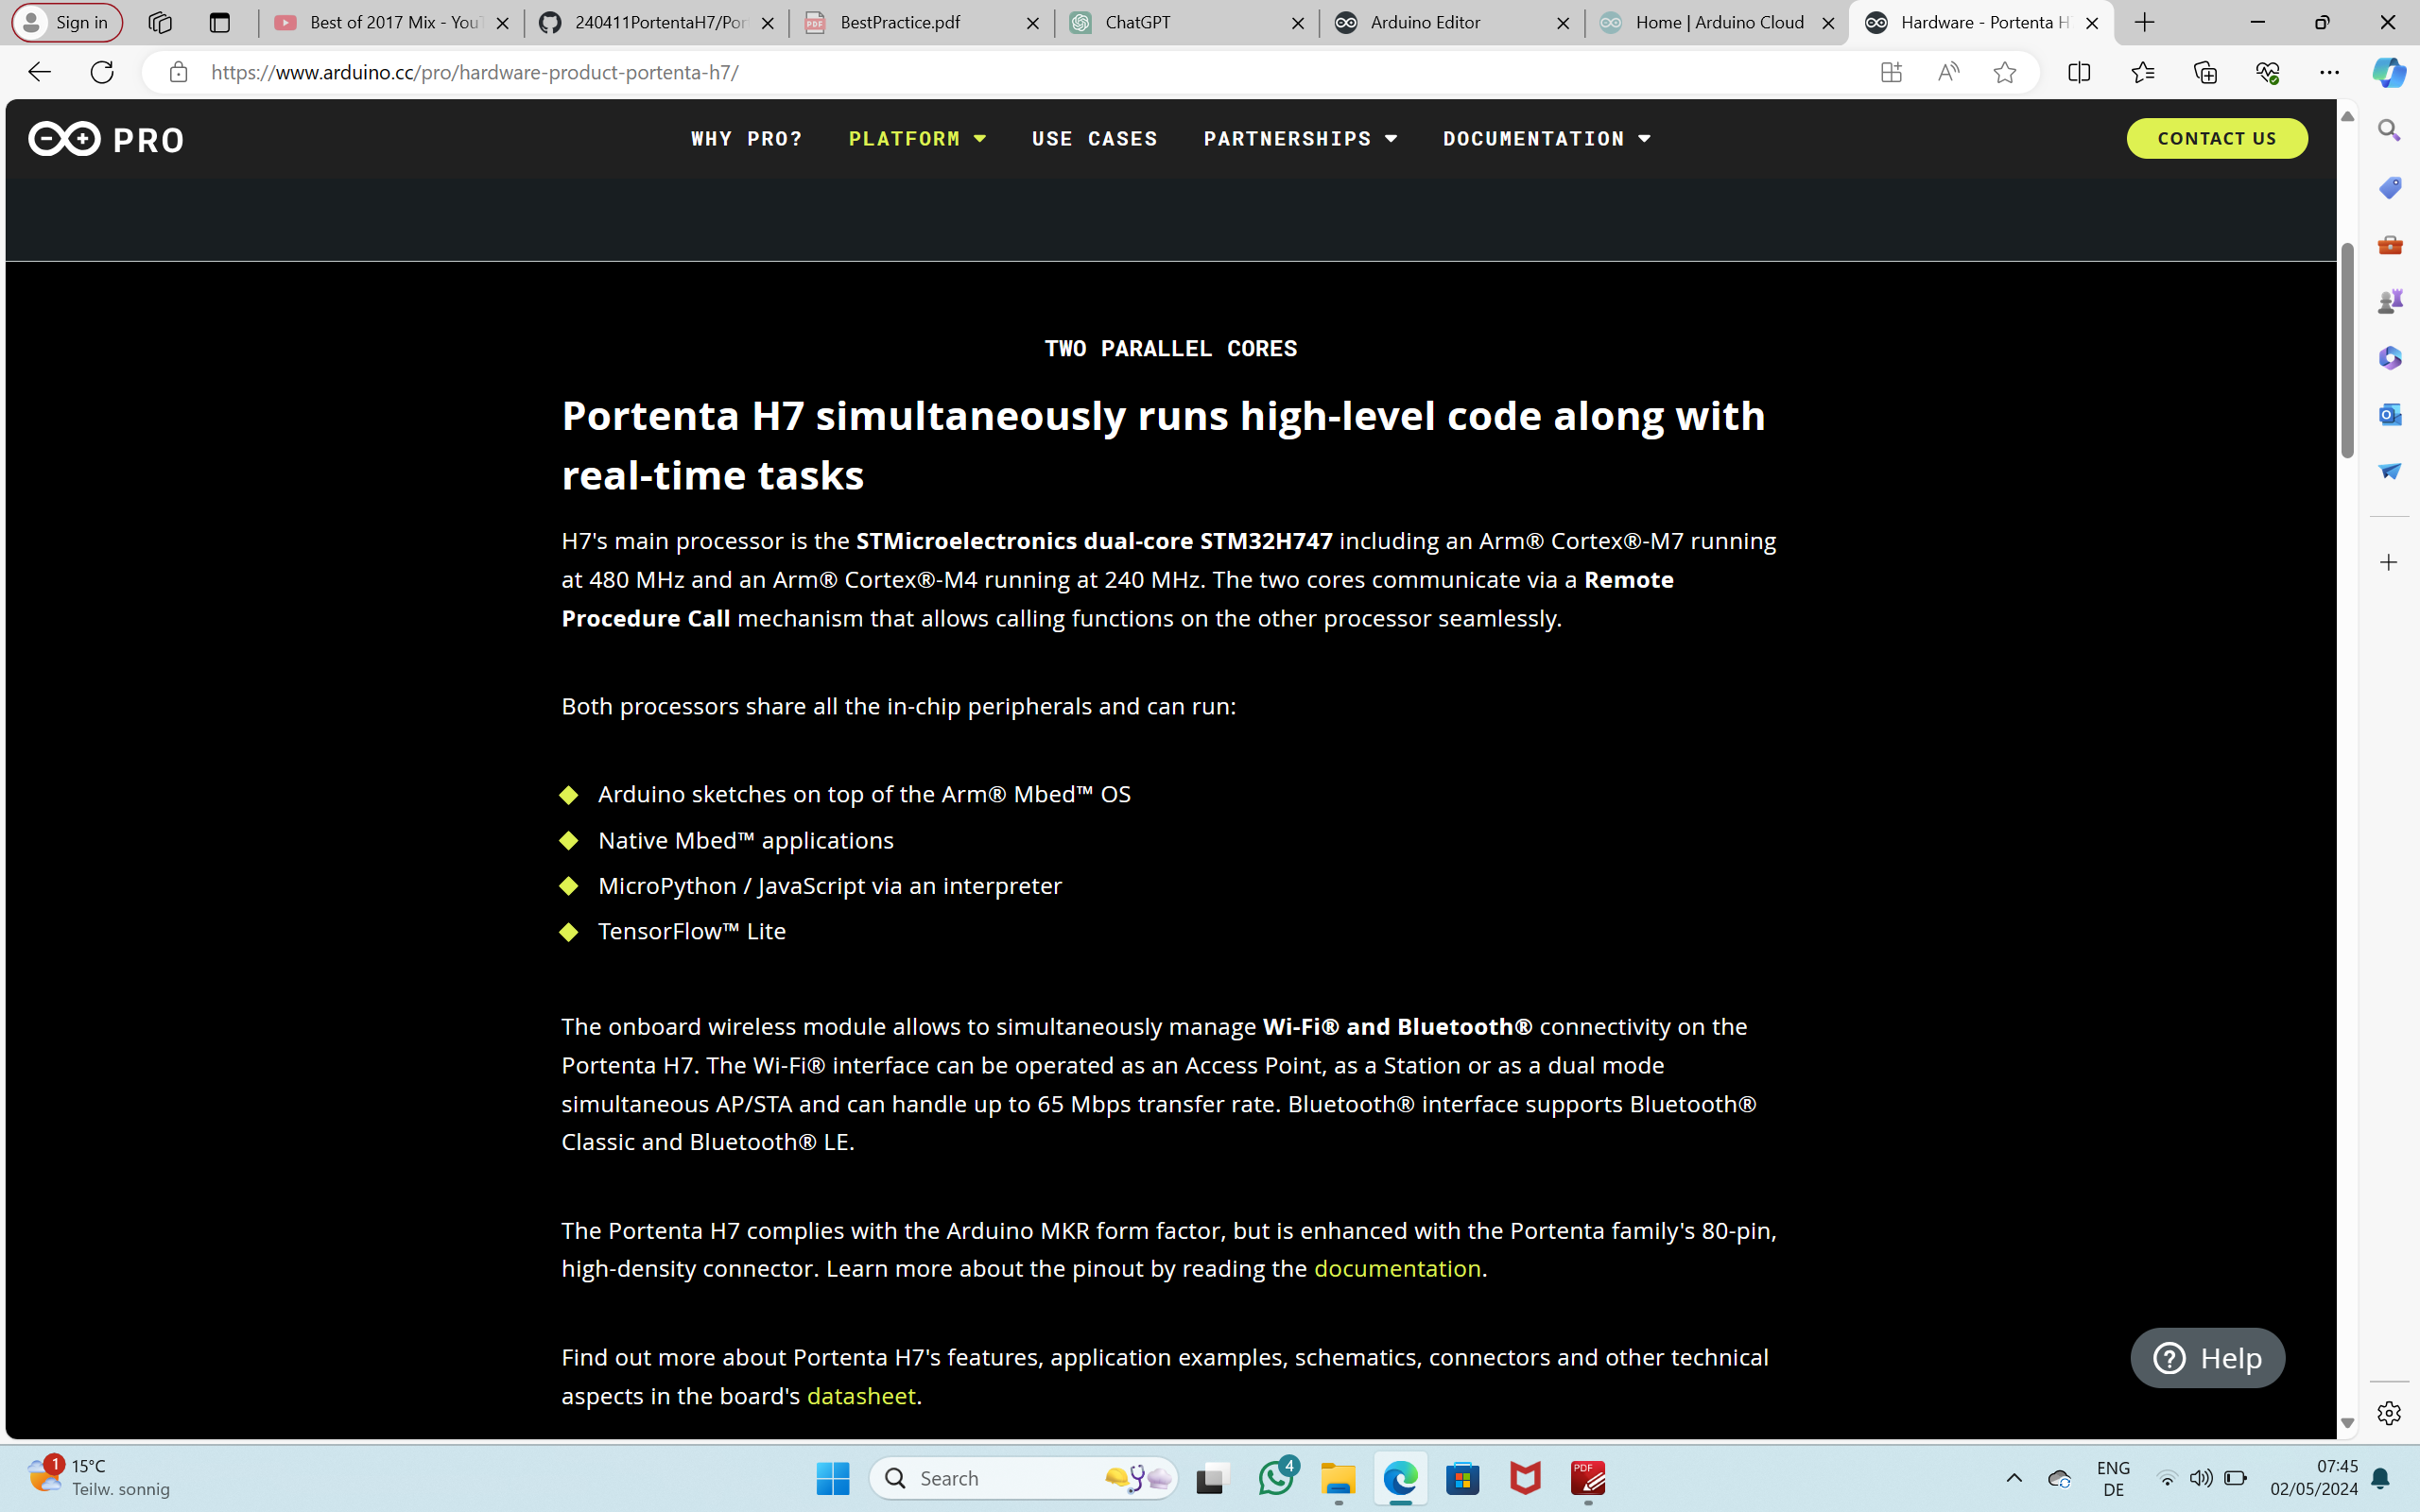 Sign in
Best of 2017 Mix - You
240411PortentaH7/Por
BestPractice.pdf
ChatGPT
Arduino Editor
Home | Arduino Cloud
Hardware - Portenta H
https://www.arduino.cc/pro/hardware-product-portenta-h7/
PRO
WHY PRO?
PLATFORM
USE CASES
PARTNERSHIPS
DOCUMENTATION
CONTACT US
TWO PARALLEL CORES
Portenta H7 simultaneously runs high-level code along with
real-time tasks
H7's main processor is the STMicroelectronics dual-core STM32H747 including an Arm® Cortex®-M7 running
at 480 MHz and an Arm® Cortex®-M4 running at 240 MHz. The two cores communicate via a Remote
Procedure Call mechanism that allows calling functions on the other processor seamlessly.
Both processors share all the in-chip peripherals and can run:
Arduino sketches on top of the Arm® Mbed™ OS
Native Mbed™ applications
MicroPython / JavaScript via an interpreter
TensorFlow™ Lite
The onboard wireless module allows to simultaneously manage Wi-Fi® and Bluetooth® connectivity on the
Portenta H7. The Wi-Fi® interface can be operated as an Access Point, as a Station or as a dual mode
simultaneous AP/STA and can handle up to 65 Mbps transfer rate. Bluetooth® interface supports Bluetooth®
Classic and Bluetooth® LE.
The Portenta H7 complies with the Arduino MKR form factor, but is enhanced with the Portenta family's 80-pin,
high-density connector. Learn more about the pinout by reading the documentation.
Find out more about Portenta H7's features, application examples, schematics, connectors and other technical
aspects in the board's datasheet.
Help
1
15°C
Teilw. sonnig
Search
4
PDF
ENG
DE
07:45
02/05/2024